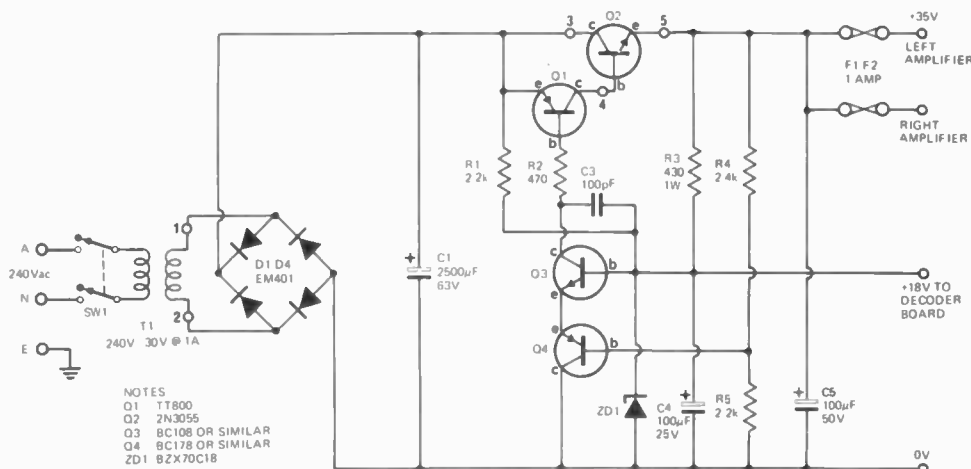 3
c
Q2
e
5
b
+35V
LEFT
AMPLIFIER
F1 F2
1 AMP
RIGHT
AMPLIFIER
Q1
e
c
4
b
R1
2 2k
R2
470
C3
100pF
R3
430
1W
R4
2 4k
A
240Vac
N
SW1
E
T1
240V 30V @ 1A
1
2
D1 D4
EM401
+
C1
2500µF
63V
c
Q3
b
e
+18V TO
DECODER
BOARD
e
Q4
b
c
ZD1
+
C4
100µF
25V
R5
2 2k
+
C5
100µF
50V
0V
NOTES
Q1 TT800
Q2 2N3055
Q3 BC108 OR SIMILAR
Q4 BC178 OR SIMILAR
ZD1 BZX70C18